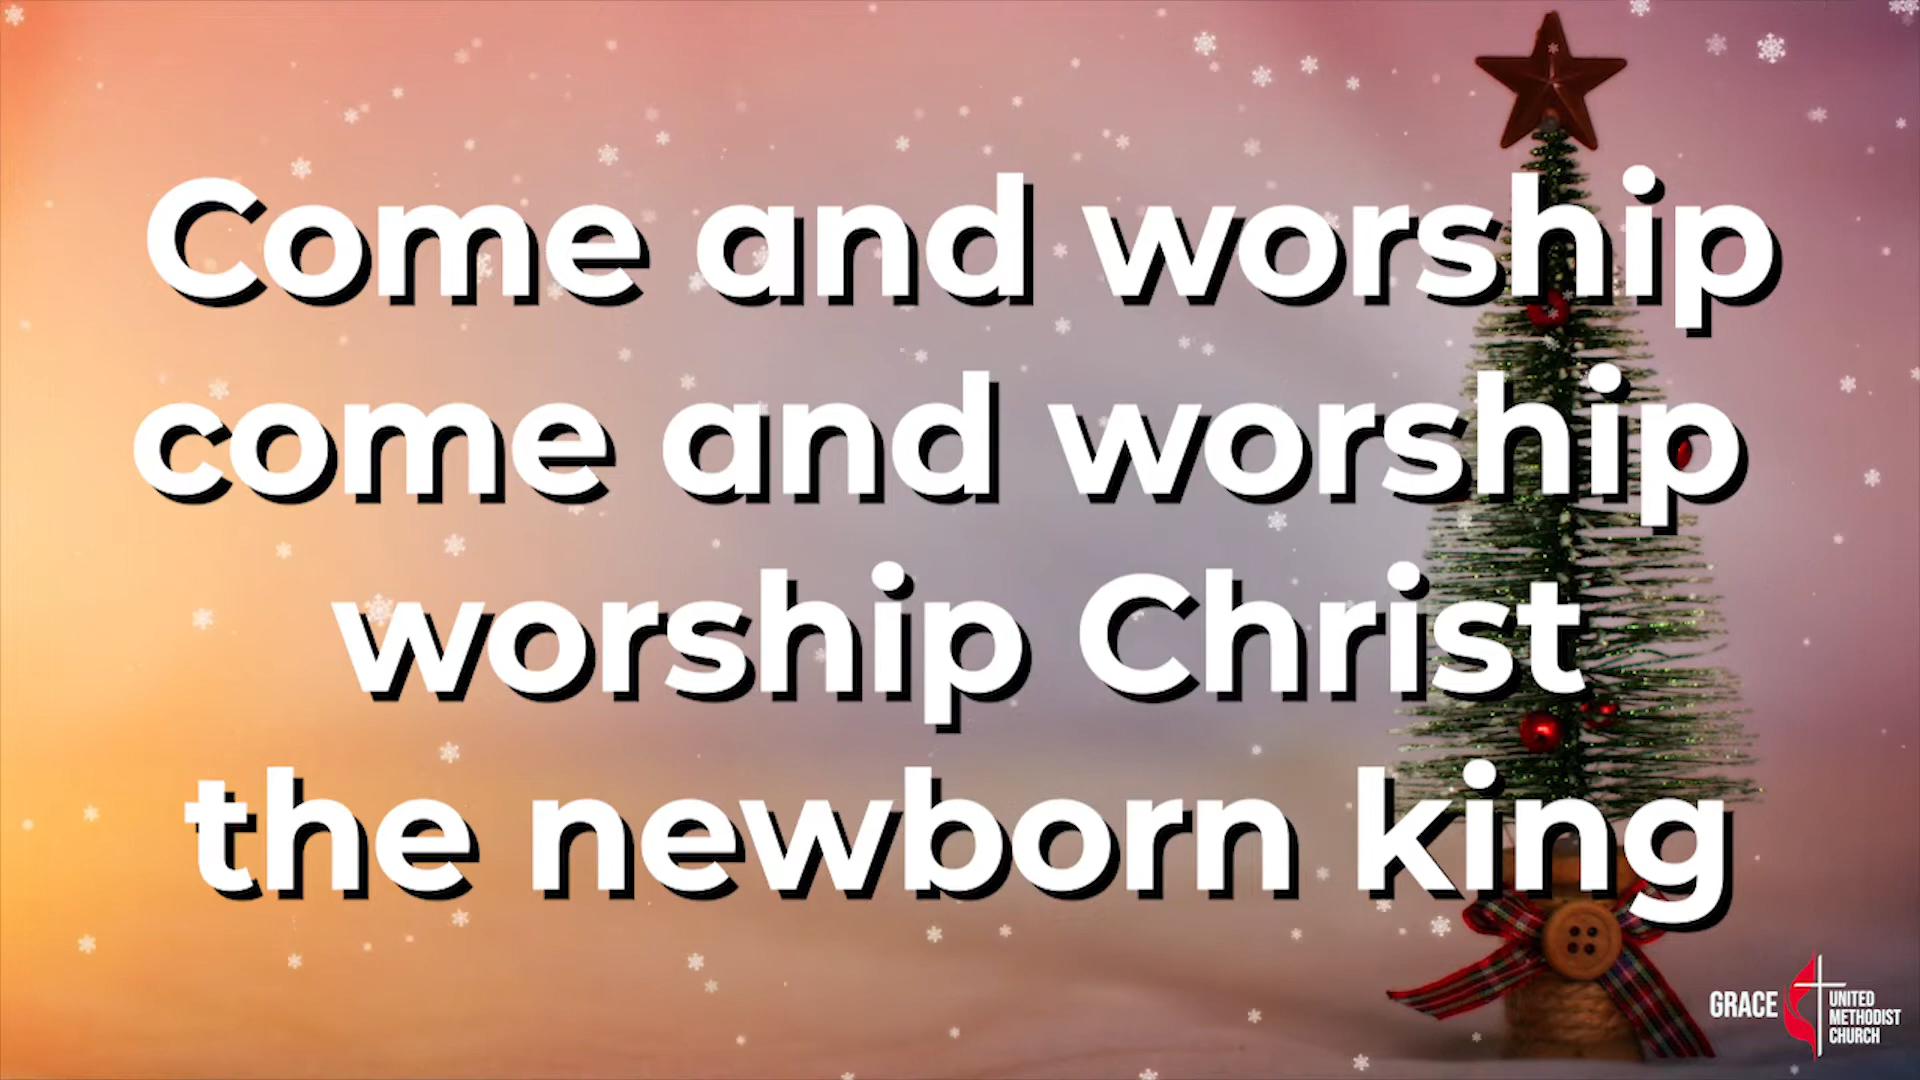 Come and worship
come and worship
worship Christ
the newborn king
GRACE
UNITED
METHODIST
CHURCH